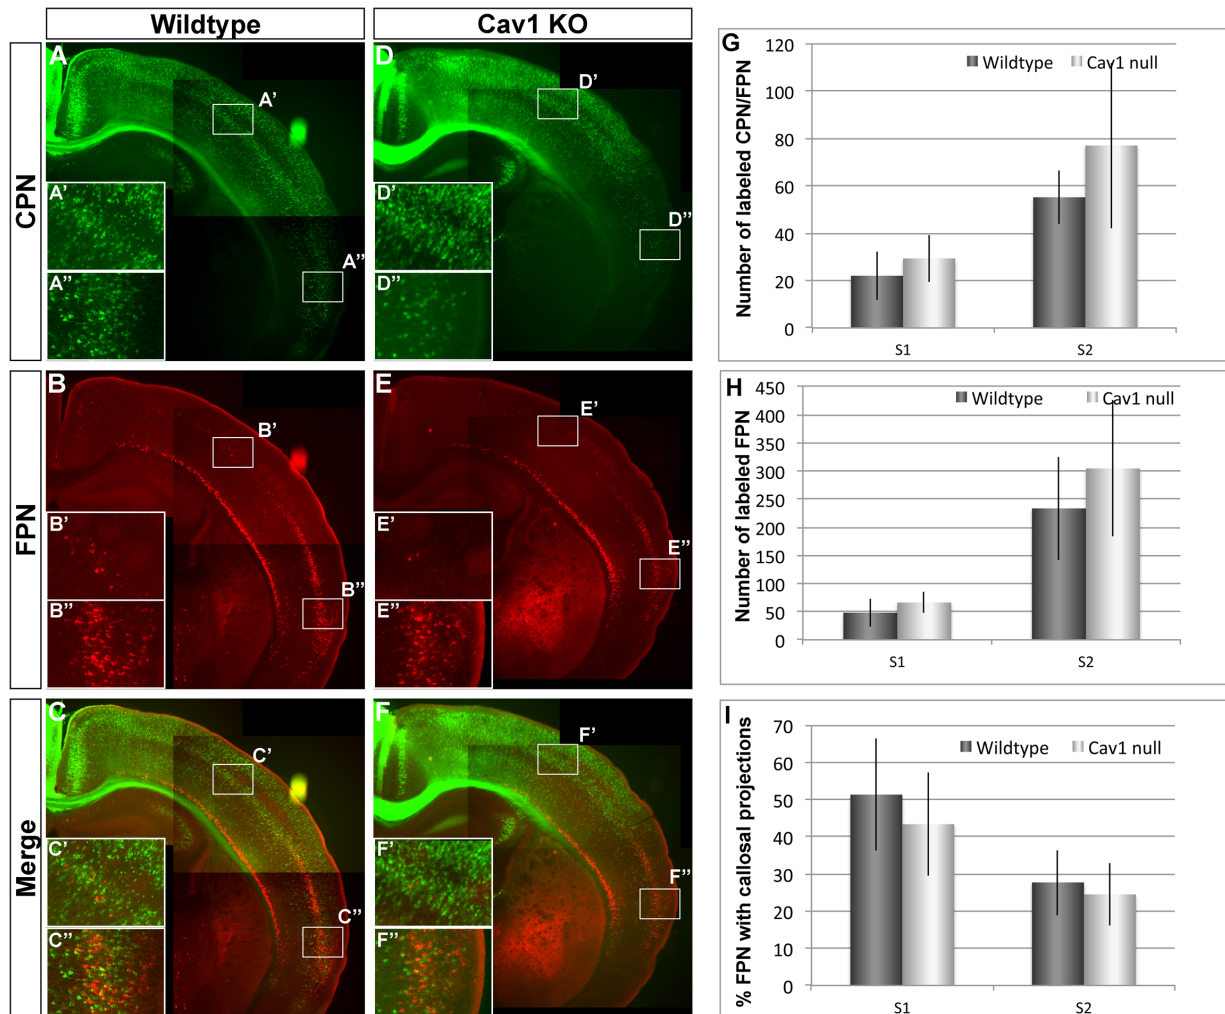 Wildtype
Cav1 KO
CPN
A
A’
A’’
A’
A’’
D
D’
D’’
D’
D’’
FPN
B
B’
B’’
B’
B’’
E
E’
E’’
E’
E’’
Merge
C
C’
C’’
C’
C’’
F
F’
F’’
F’
F’’
G
Number of labeled CPN/FPN
120
100
80
60
40
20
0
Wildtype Cav1 null
S1 S2
H
Number of labeled FPN
450
400
350
300
250
200
150
100
50
0
Wildtype Cav1 null
S1 S2
I
% FPN with callosal projections
70
60
50
40
30
20
10
0
Wildtype Cav1 null
S1 S2